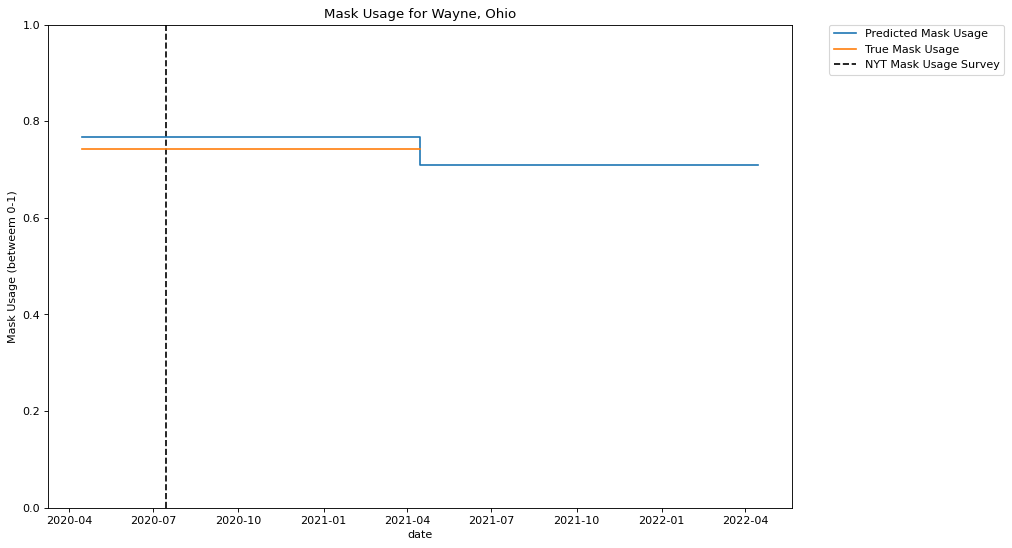 Mask Usage for Wayne, Ohio
Predicted Mask Usage
True Mask Usage
NYT Mask Usage Survey
Mask Usage (betweem 0-1)
1.0
0.8
0.6
0.4
0.2
0.0
2020-04 2020-07 2020-10 2021-01 2021-04 2021-07 2021-10 2022-01 2022-04
date